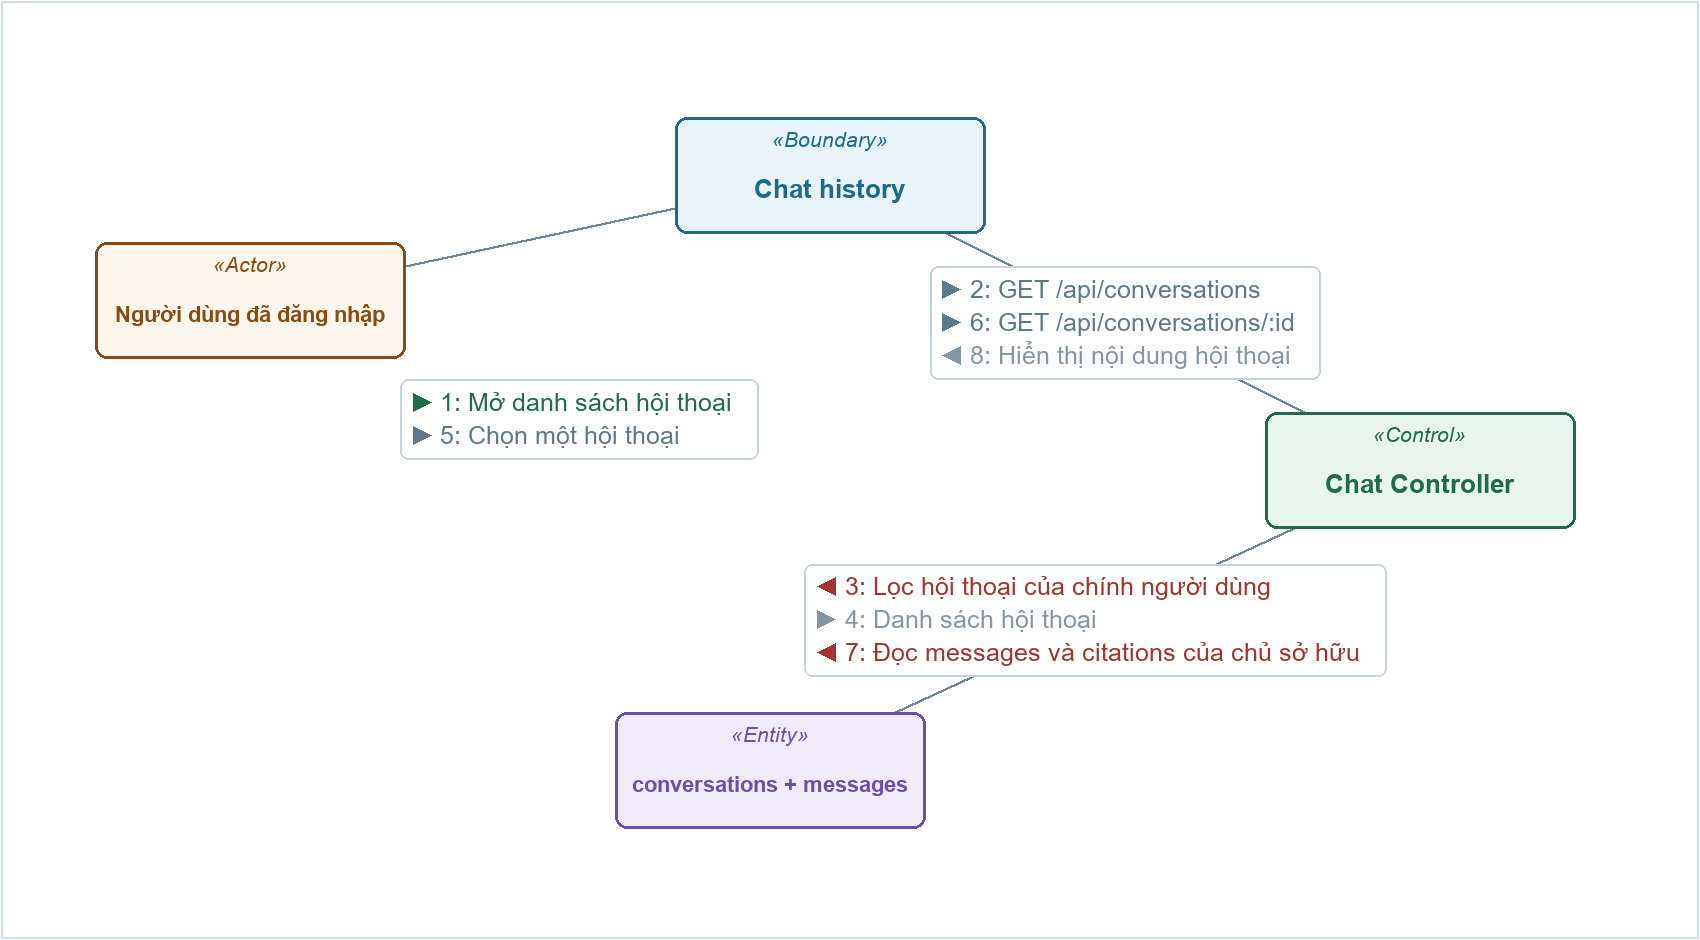 «Boundary»
Chat history
«Actor»
Người dùng đã đăng nhập
▶ 2: GET /api/conversations
▶ 6: GET /api/conversations/:id
◀ 8: Hiển thị nội dung hội thoại
▶ 1: Mở danh sách hội thoại
▶ 5: Chọn một hội thoại
«Control»
Chat Controller
◀ 3: Lọc hội thoại của chính người dùng
▶ 4: Danh sách hội thoại
◀ 7: Đọc messages và citations của chủ sở hữu
«Entity»
conversations + messages